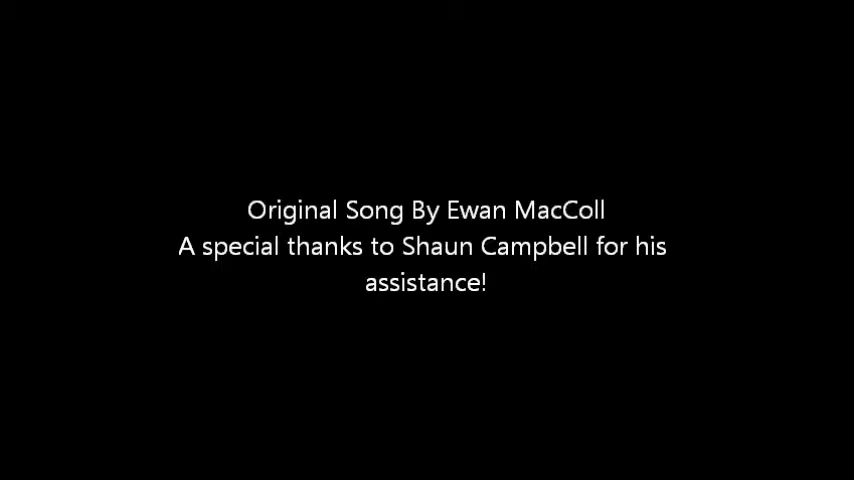 Original Song By Ewan MacColl
A special thanks to Shaun Campbell for his
assistance!